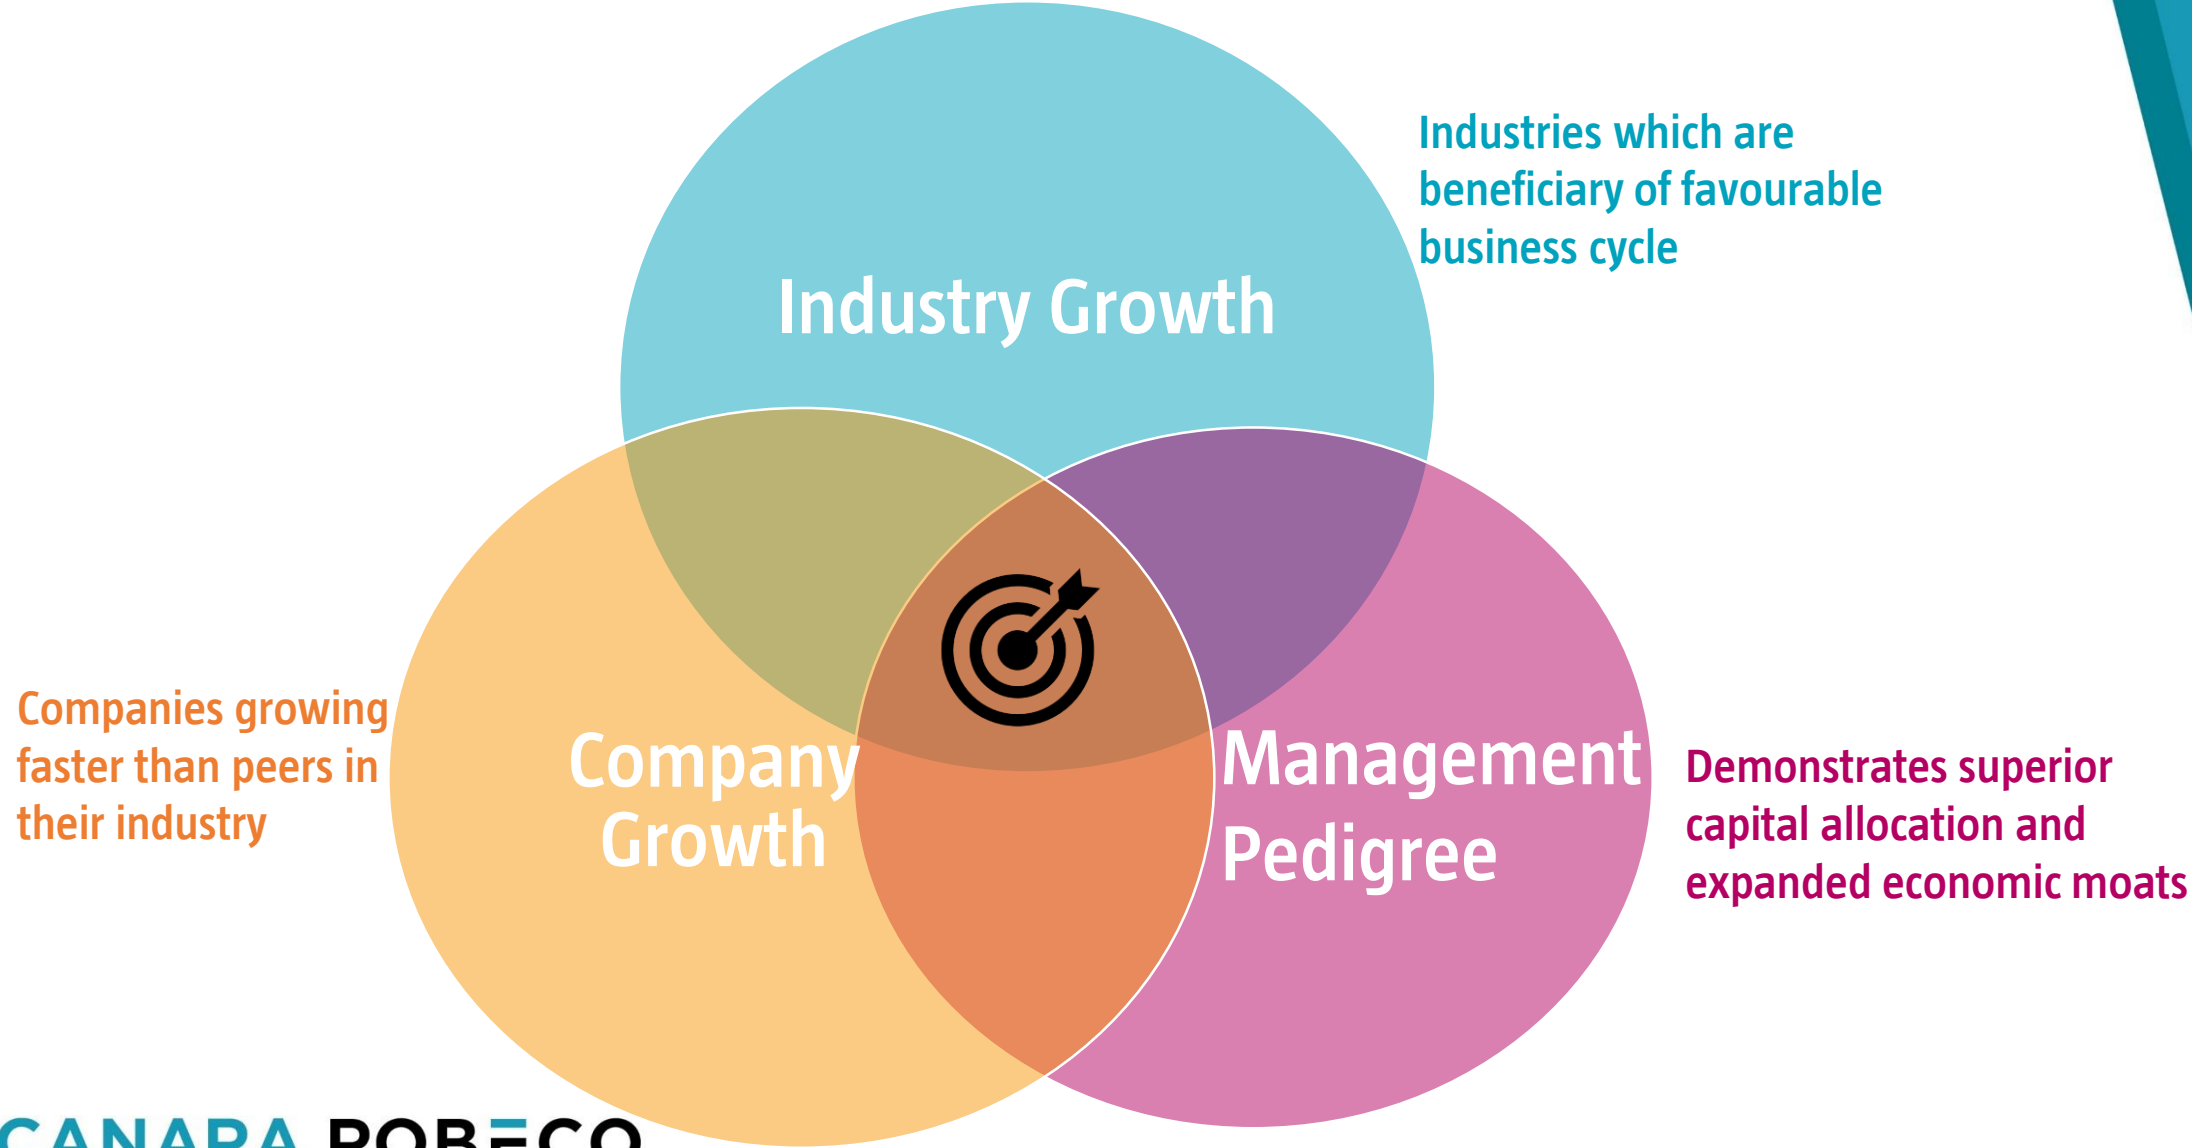 Industries which are
beneficiary of favourable
business cycle
Industry Growth
Companies growing
faster than peers in
their industry
Company
Growth
Management
Pedigree
Demonstrates superior
capital allocation and
expanded economic moats
CANARA ROBECO